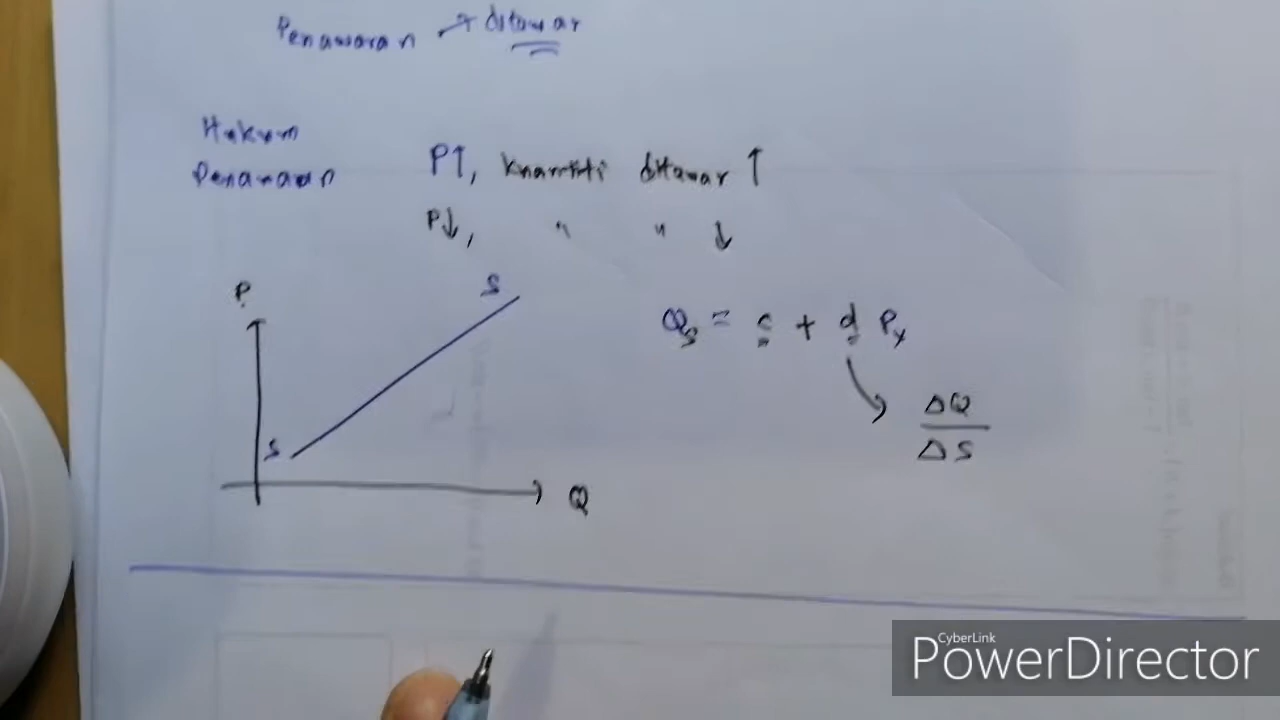 Penawaran → ditawar
Hukum
Penawaran
P↑, kuantiti ditawar ↑
P↓, " " ↓
P
S
S
Q
Qs = c + d Px
ΔQ
ΔS
CyberLink
PowerDirector